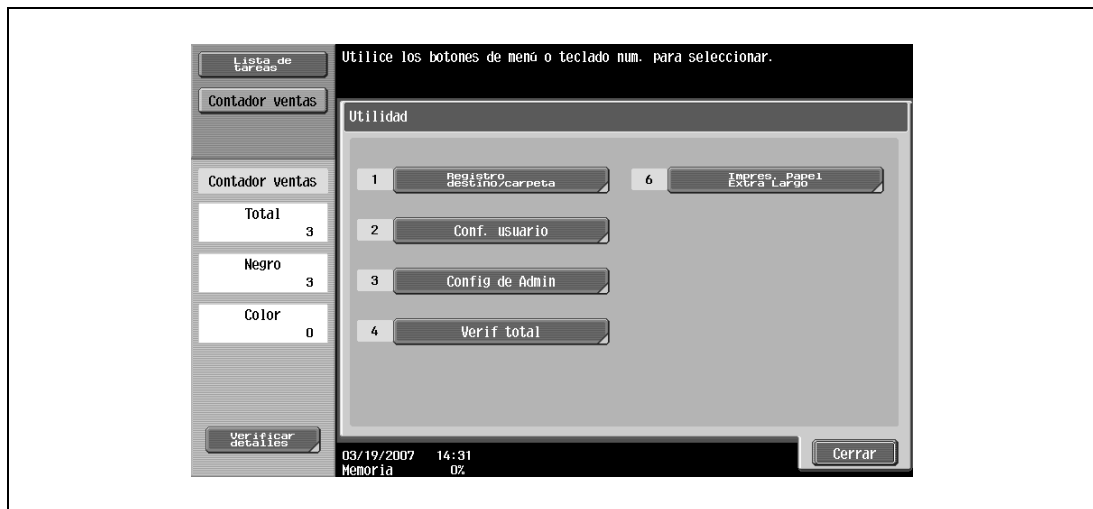 Lista de
tareas
Utilice los botones de menú o teclado num. para seleccionar.
Contador ventas
Utilidad
Contador ventas
1 Registro
destino/carpeta
6 Impres. Papel
Extra Largo
Total
3
2 Conf. usuario
Negro
3
3 Config de Admin
Color
0
4 Verif total
Verificar
detalles
03/19/2007 14:31
Memoria 0%
Cerrar